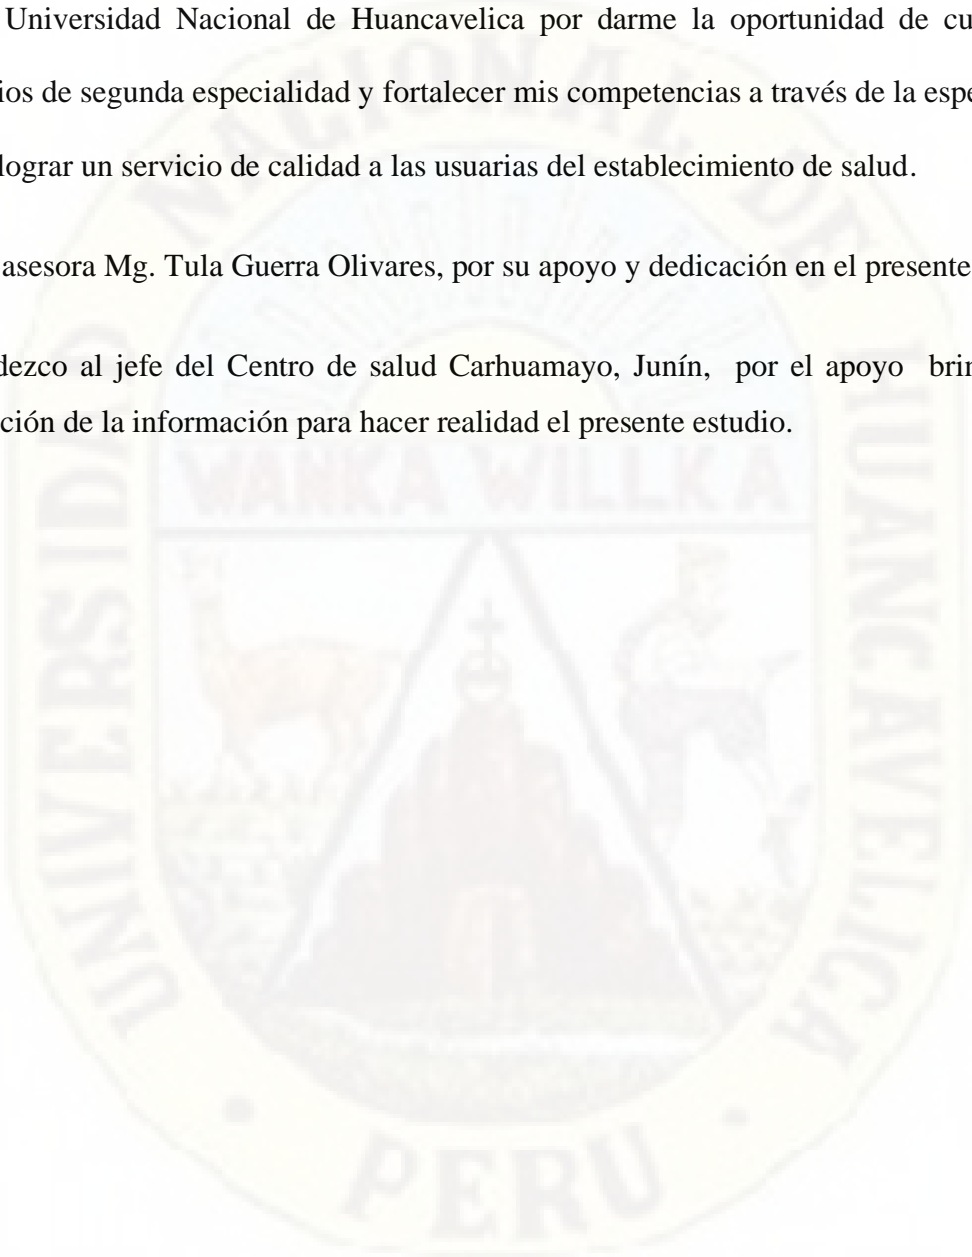 Universidad Nacional de Huancavelica por darme la oportunidad de cu
ios de segunda especialidad y fortalecer mis competencias a través de la espe
lograr un servicio de calidad a las usuarias del establecimiento de salud.
asesora Mg. Tula Guerra Olivares, por su apoyo y dedicación en el presente
dezco al jefe del Centro de salud Carhuamayo, Junín, por el apoyo brin
ción de la información para hacer realidad el presente estudio.
UNIVERSIDAD NACIONAL DE HUANCAVELICA
WANKA WILLKA
PERU